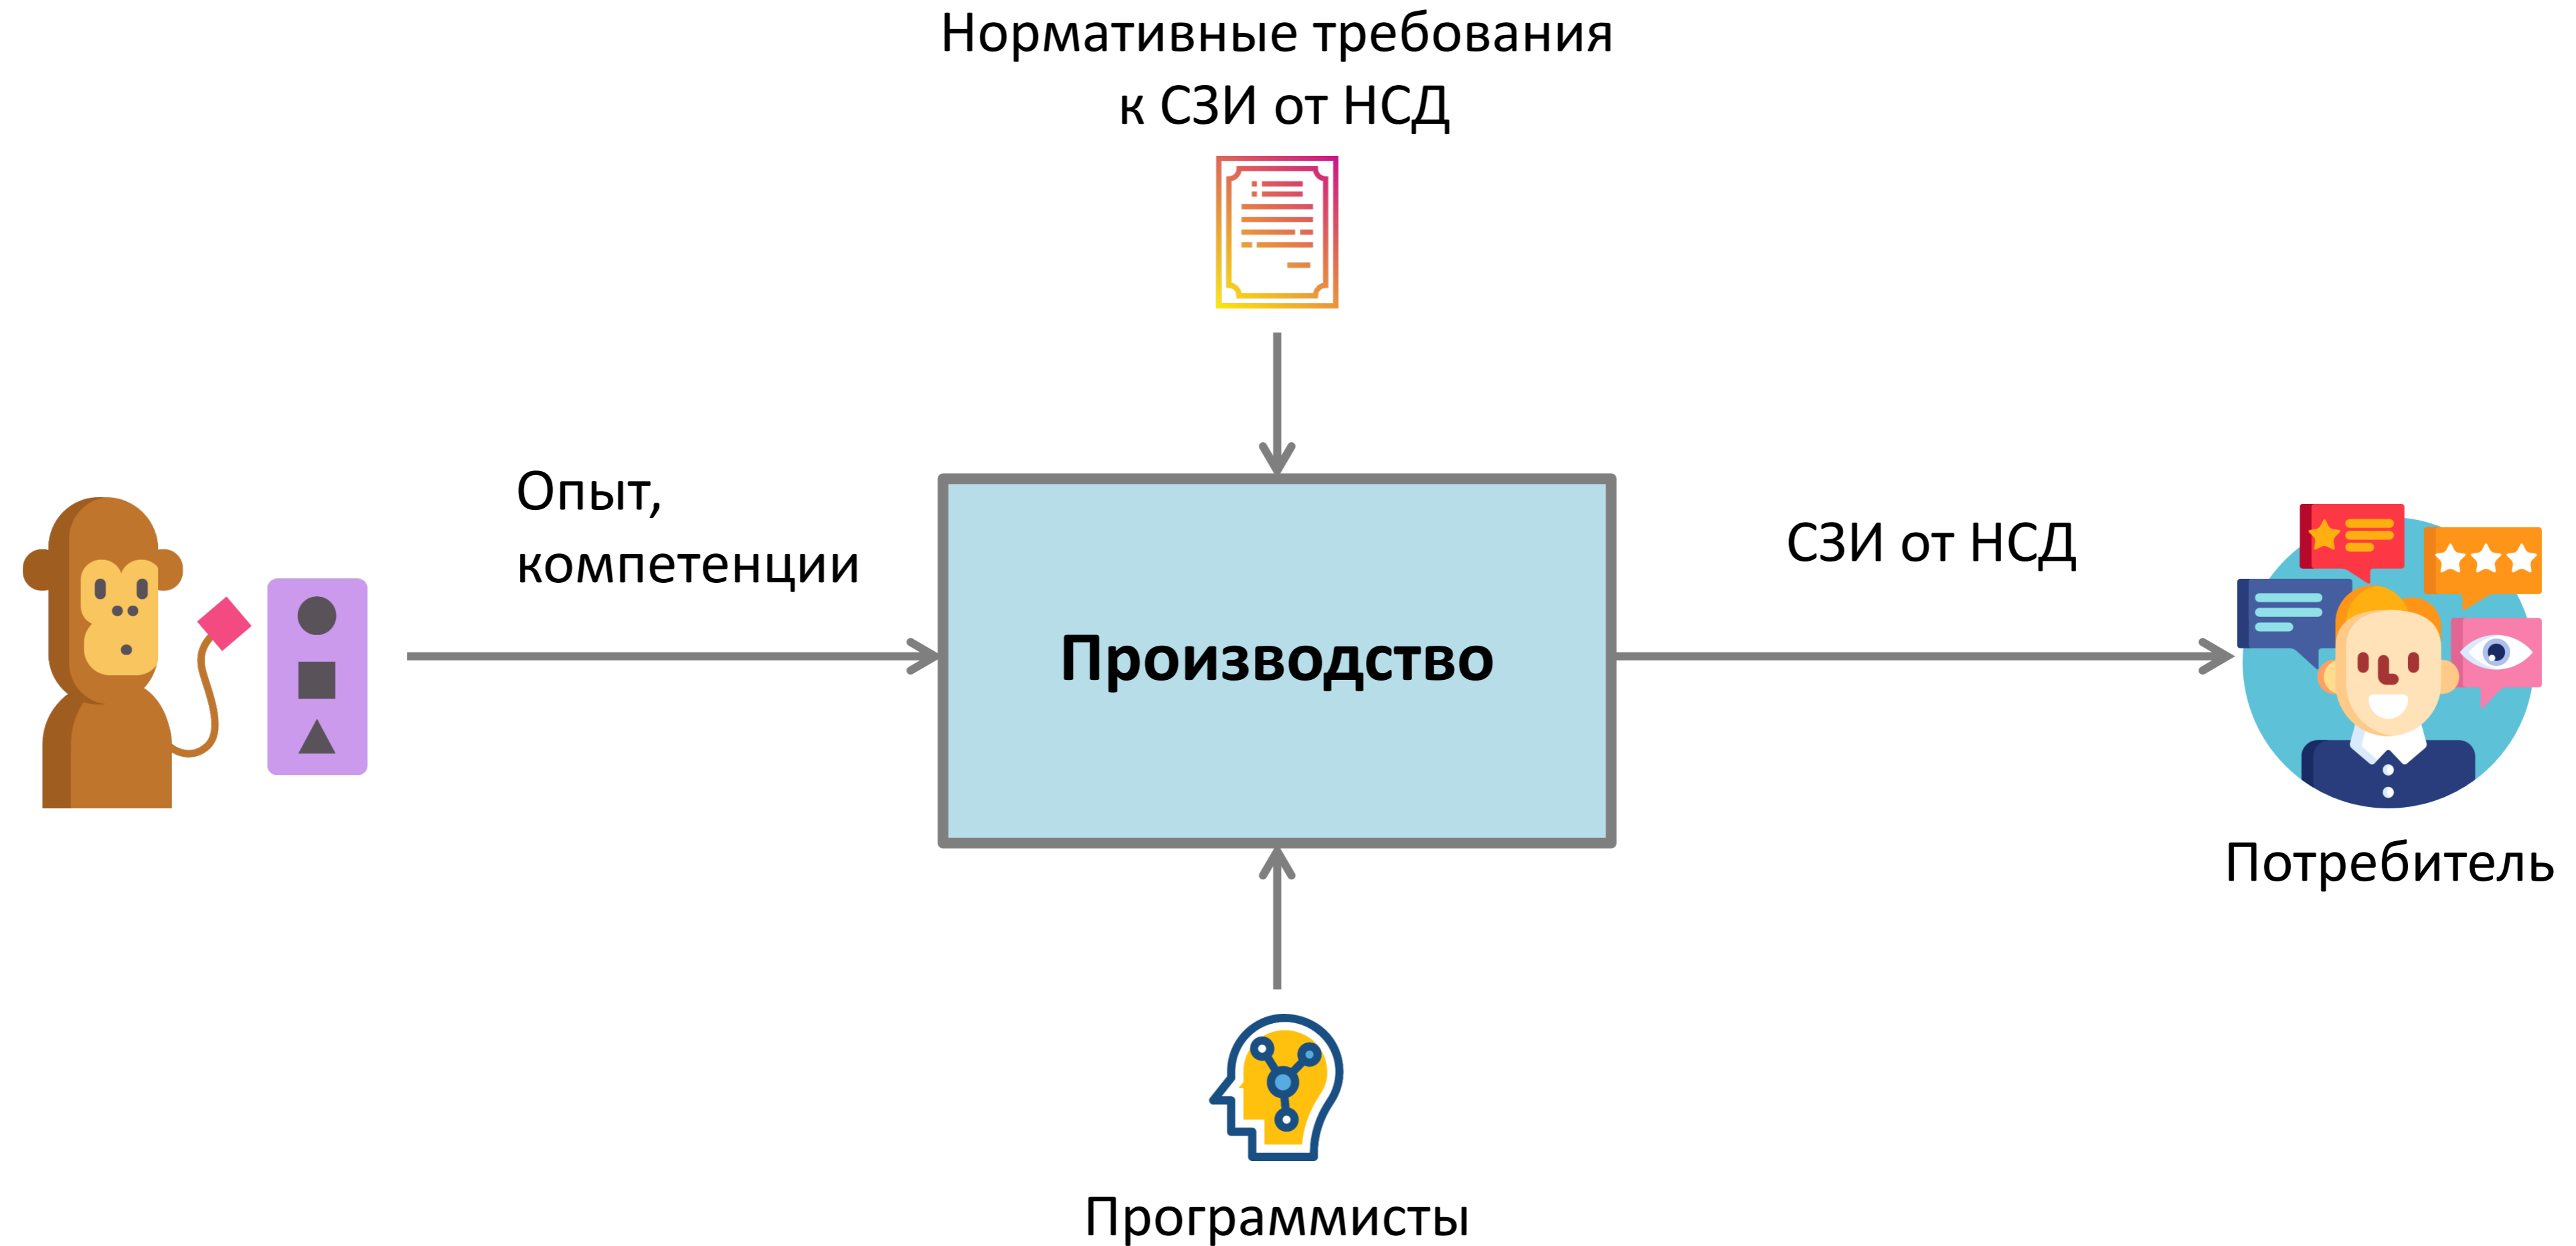 Нормативные требования
к СЗИ от НСД
Опыт,
компетенции
Производство
СЗИ от НСД
Потребитель
Программисты